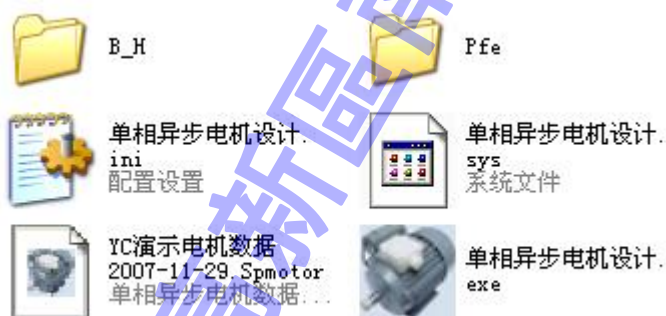 B_H
Pfe
单相异步电机设计.
ini
配置设置
单相异步电机设计.
sys
系统文件
YC演示电机数据
2007-11-29.Spmotor
单相异步电机数据...
单相异步电机设计.
exe
高新區